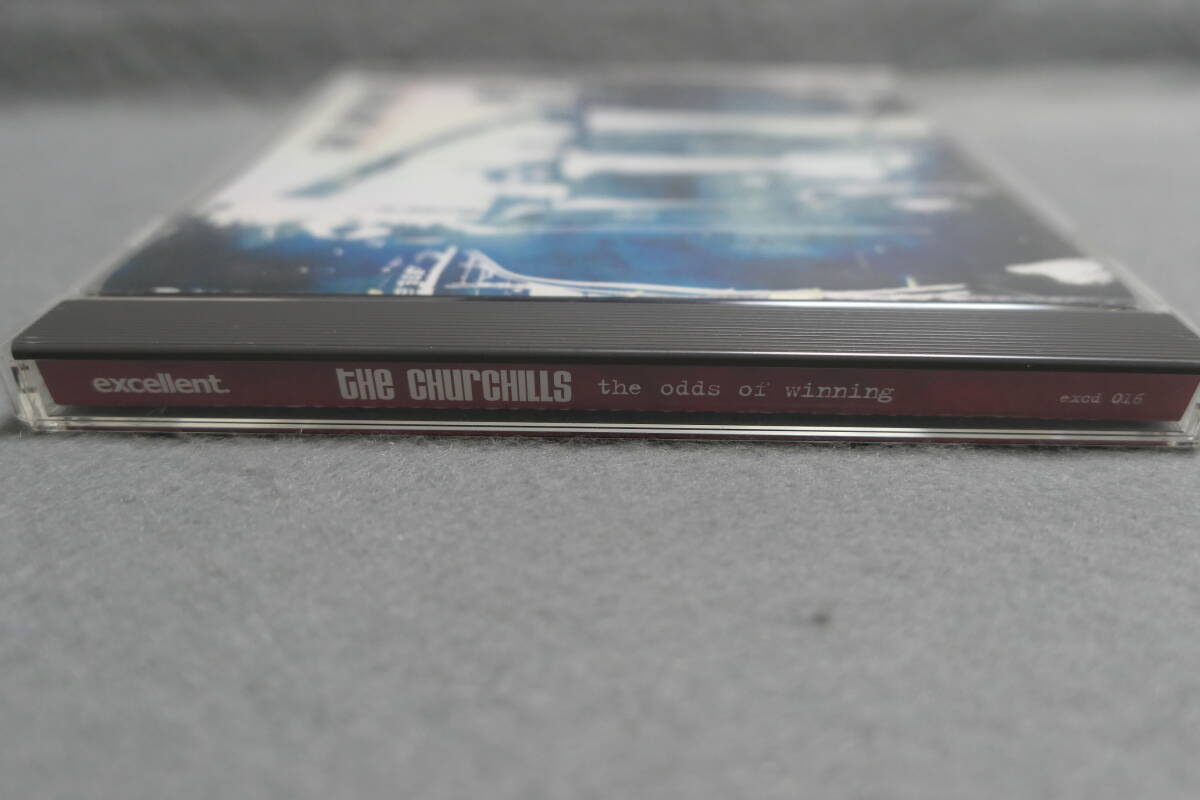 excellent. the churchills the odds of winning excd 016